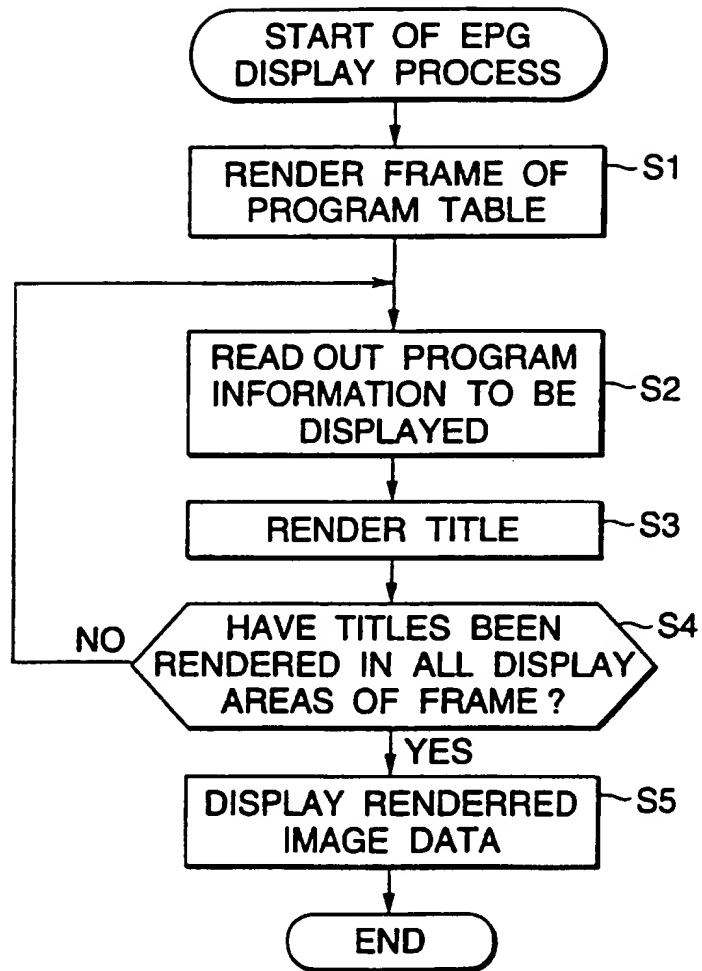 START OF EPG
DISPLAY PROCESS
RENDER FRAME OF
PROGRAM TABLE
S1
READ OUT PROGRAM
INFORMATION TO BE
DISPLAYED
S2
RENDER TITLE
S3
HAVE TITLES BEEN
RENDERED IN ALL DISPLAY
AREAS OF FRAME?
S4
NO
YES
DISPLAY RENDERRED
IMAGE DATA
S5
END